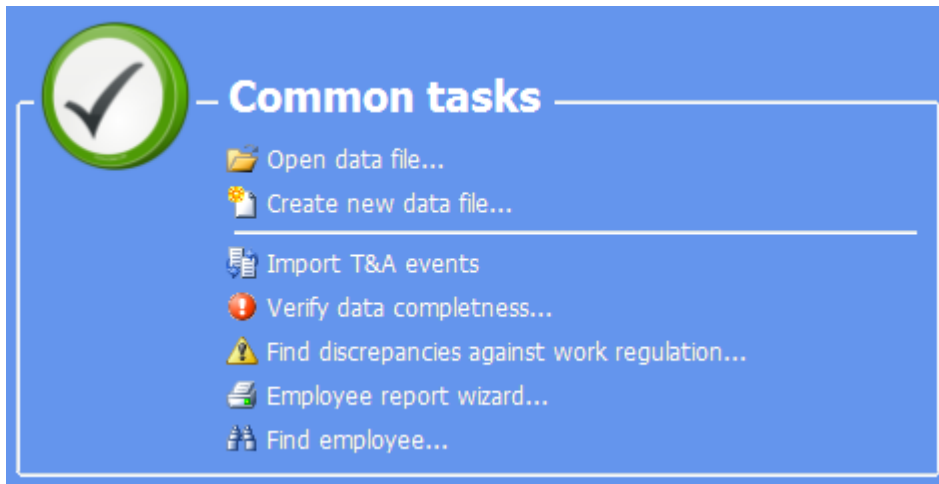 Common tasks
Open data file...
Create new data file...
Import T&A events
Verify data completness...
Find discrepancies against work regulation...
Employee report wizard...
Find employee...